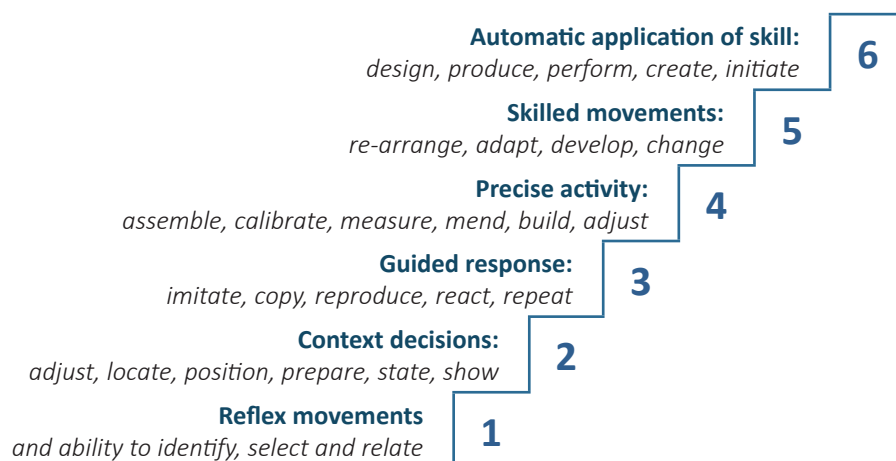 Automatic application of skill:
design, produce, perform, create, initiate
6
Skilled movements:
re-arrange, adapt, develop, change
5
Precise activity:
assemble, calibrate, measure, mend, build, adjust
4
Guided response:
imitate, copy, reproduce, react, repeat
3
Context decisions:
adjust, locate, position, prepare, state, show
2
Reflex movements
and ability to identify, select and relate
1